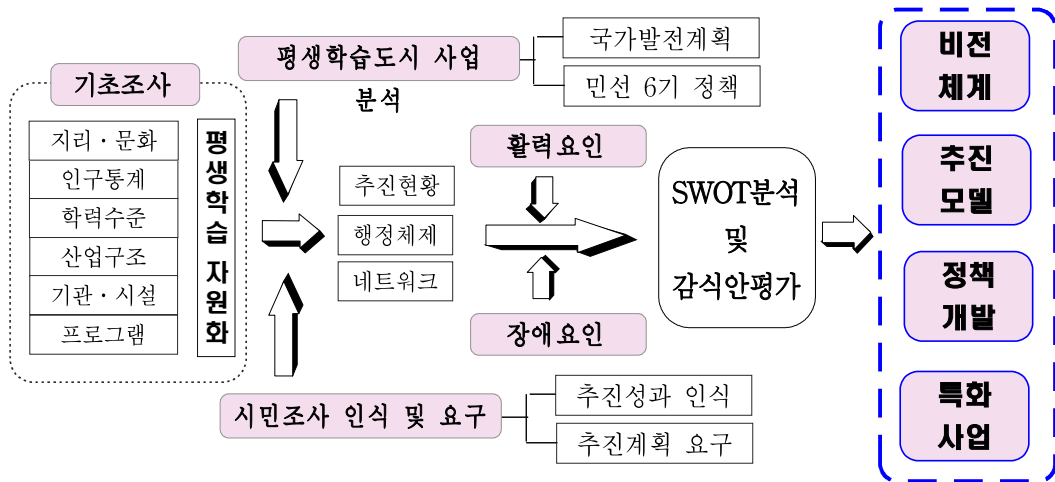 기초조사
지리·문화
인구통계
학력수준
산업구조
기관·시설
프로그램
평생학습 자원화
평생학습도시 사업
분석
국가발전계획
민선 6기 정책
추진현황
행정체제
네트워크
시민조사 인식 및 요구
추진성과 인식
추진계획 요구
활력요인
장애요인
SWOT분석
및
감식안평가
비전
체계
추진
모델
정책
개발
특화
사업